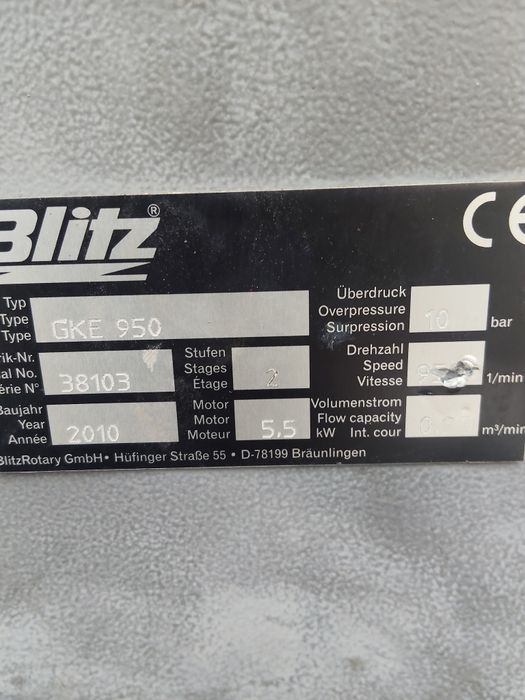 Blitz®
CE
Typ
Type
Type
GKE 950
Überdruck
Overpressure
Surpression
10
bar
rik-Nr.
ial No.
érie N°
38103
Stufen
Stages
Étage
2
Drehzahl
Speed
Vitesse
1/min
Baujahr
Year
Année
2010
Motor
Motor
Moteur
5.5
kW
Volumenstrom
Flow capacity
Int. cour
m³/min
BlitzRotary GmbH • Hüfinger Straße 55 • D-78199 Bräunlingen